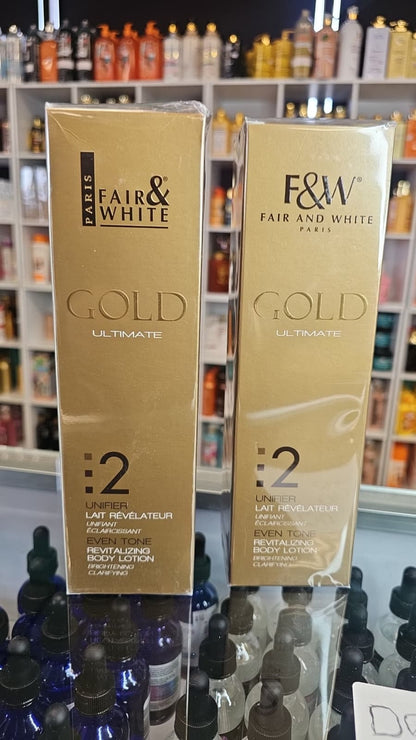 PARIS
FAIR&
WHITE
GOLD
ULTIMATE
:2
UNIFIER
LAIT RÉVÉLATEUR
UNIFIANT
ÉCLAIRCISSANT
EVEN TONE
REVITALIZING
BODY LOTION
BRIGHTENING
CLARIFYING
F&W®
FAIR AND WHITE
PARIS
GOLD
ULTIMATE
:2
UNIFIER
LAIT RÉVÉLATEUR
UNIFIANT
ÉCLAIRCISSANT
EVEN TONE
REVITALIZING
BODY LOTION
BRIGHTENING
CLARIFYING